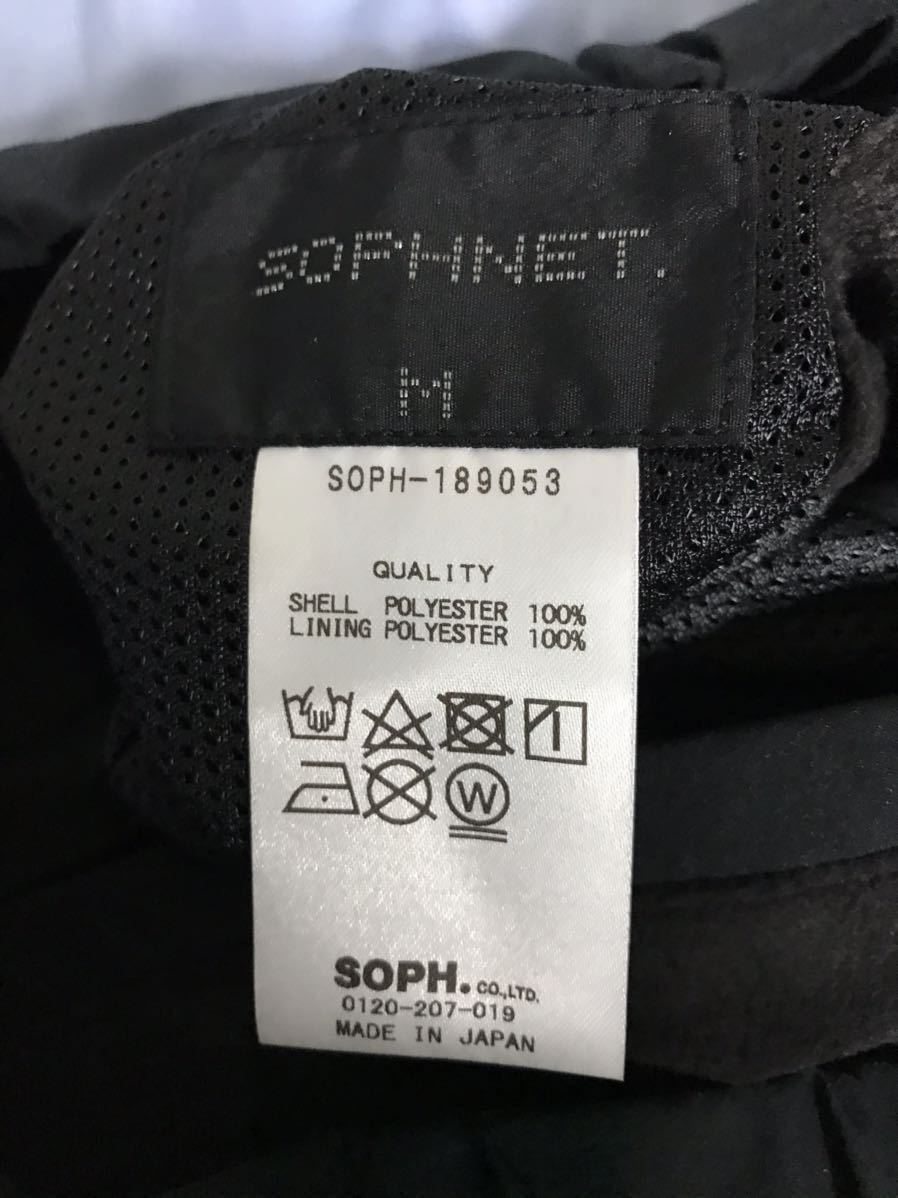 SOPHNET.
M
SOPH-189053
QUALITY
SHELL POLYESTER 100%
LINING POLYESTER 100%
W
SOPH. CO.,LTD.
0120-207-019
MADE IN JAPAN